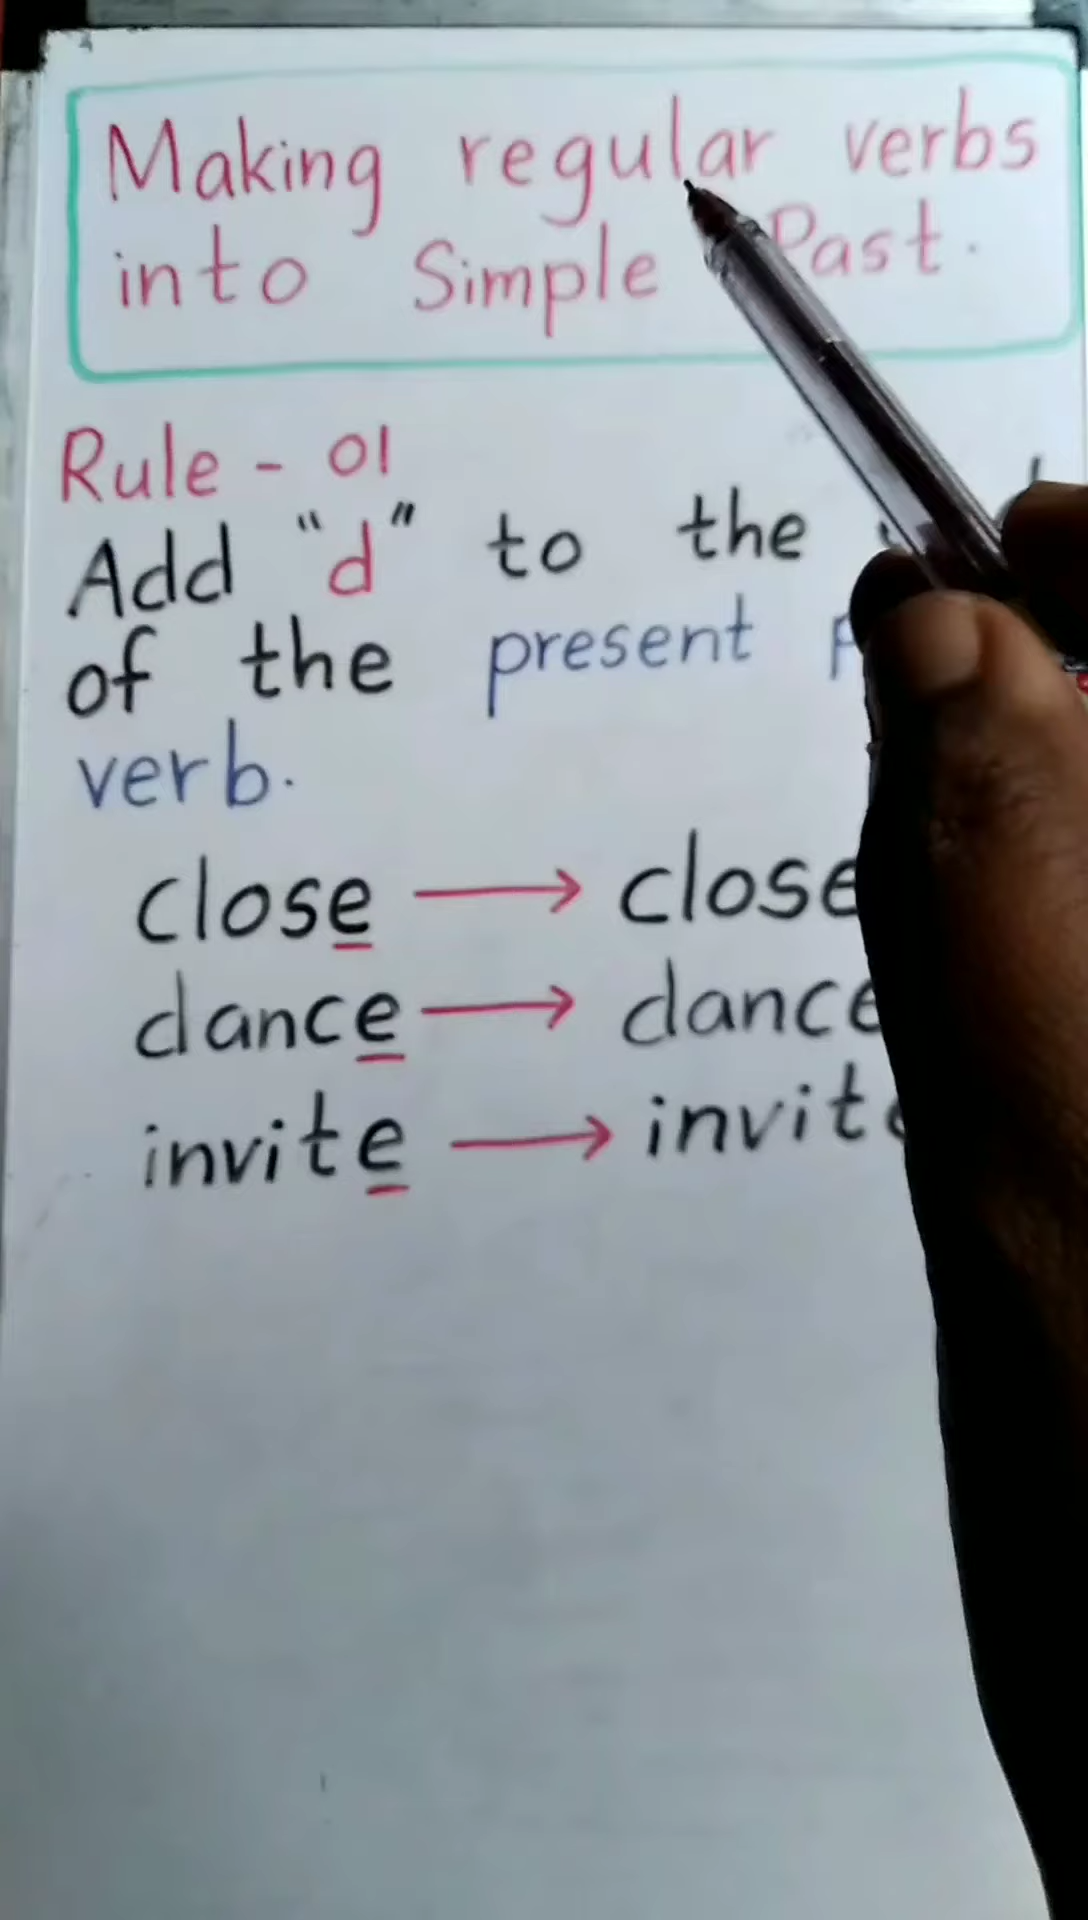 Making regular verbs
into Simple Past.
Rule - 01
Add "d" to the
of the present
verb.
close → close
dance → dance
invite → invite